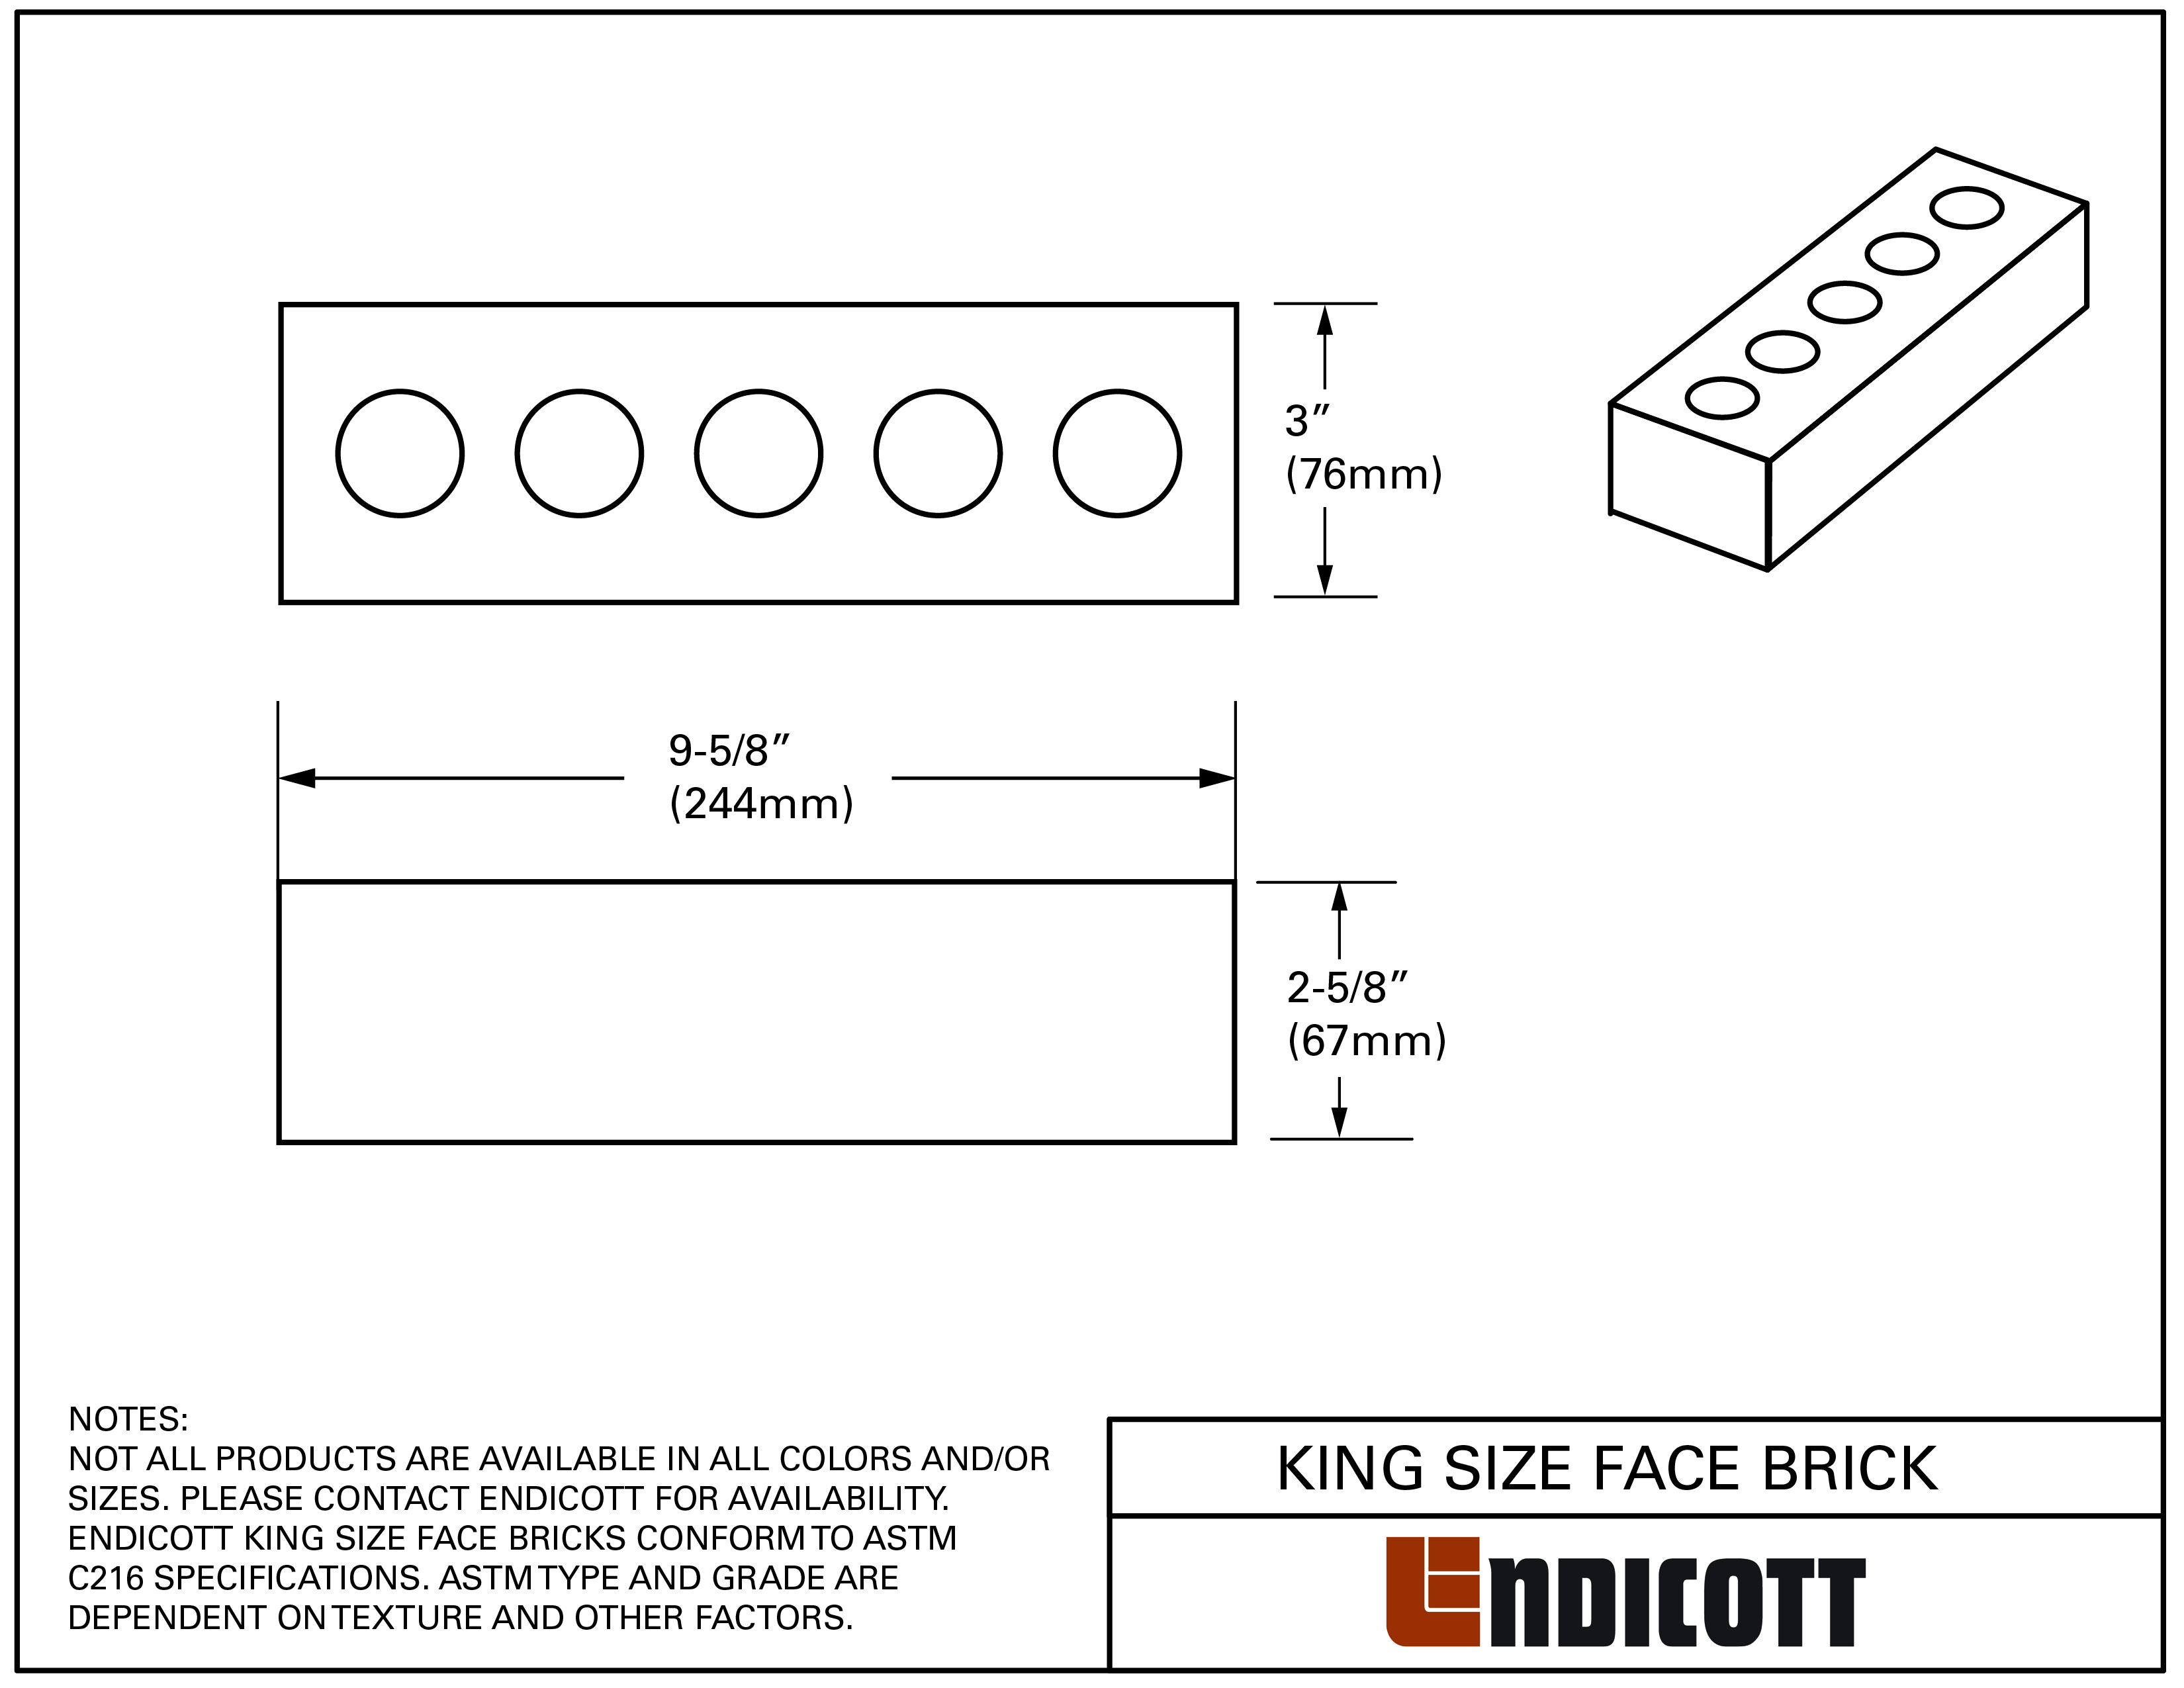 3”
(76mm)
9-5/8”
(244mm)
2-5/8”
(67mm)
NOTES:
NOT ALL PRODUCTS ARE AVAILABLE IN ALL COLORS AND/OR
SIZES. PLEASE CONTACT ENDICOTT FOR AVAILABILITY.
ENDICOTT KING SIZE FACE BRICKS CONFORM TO ASTM
C216 SPECIFICATIONS. ASTM TYPE AND GRADE ARE
DEPENDENT ON TEXTURE AND OTHER FACTORS.
KING SIZE FACE BRICK
ENDICOTT